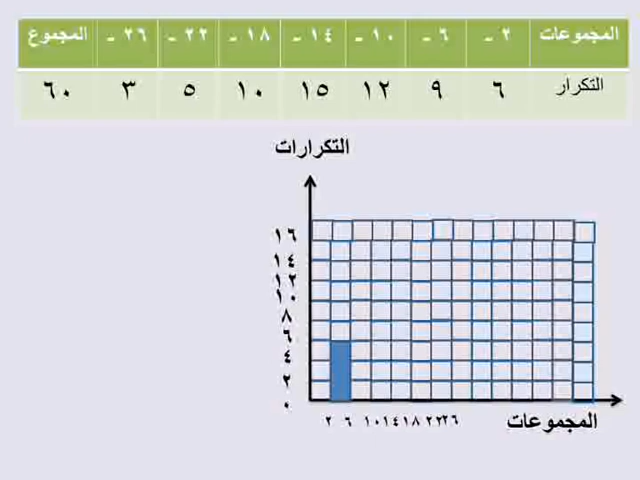 المجموعات ٢ - ٦ - ١٠ - ١٤ - ١٨ - ٢٢ - ٢٦ - المجموع
التكرار ٦ ٩ ١٢ ١٥ ١٠ ٥ ٣ ٦٠
التكرارات
١٦
١٤
١٢
١٠
٨
٦
٤
٢
٠
٢ ٦ ١٠ ١٤ ١٨ ٢٢ ٢٦ المجموعات